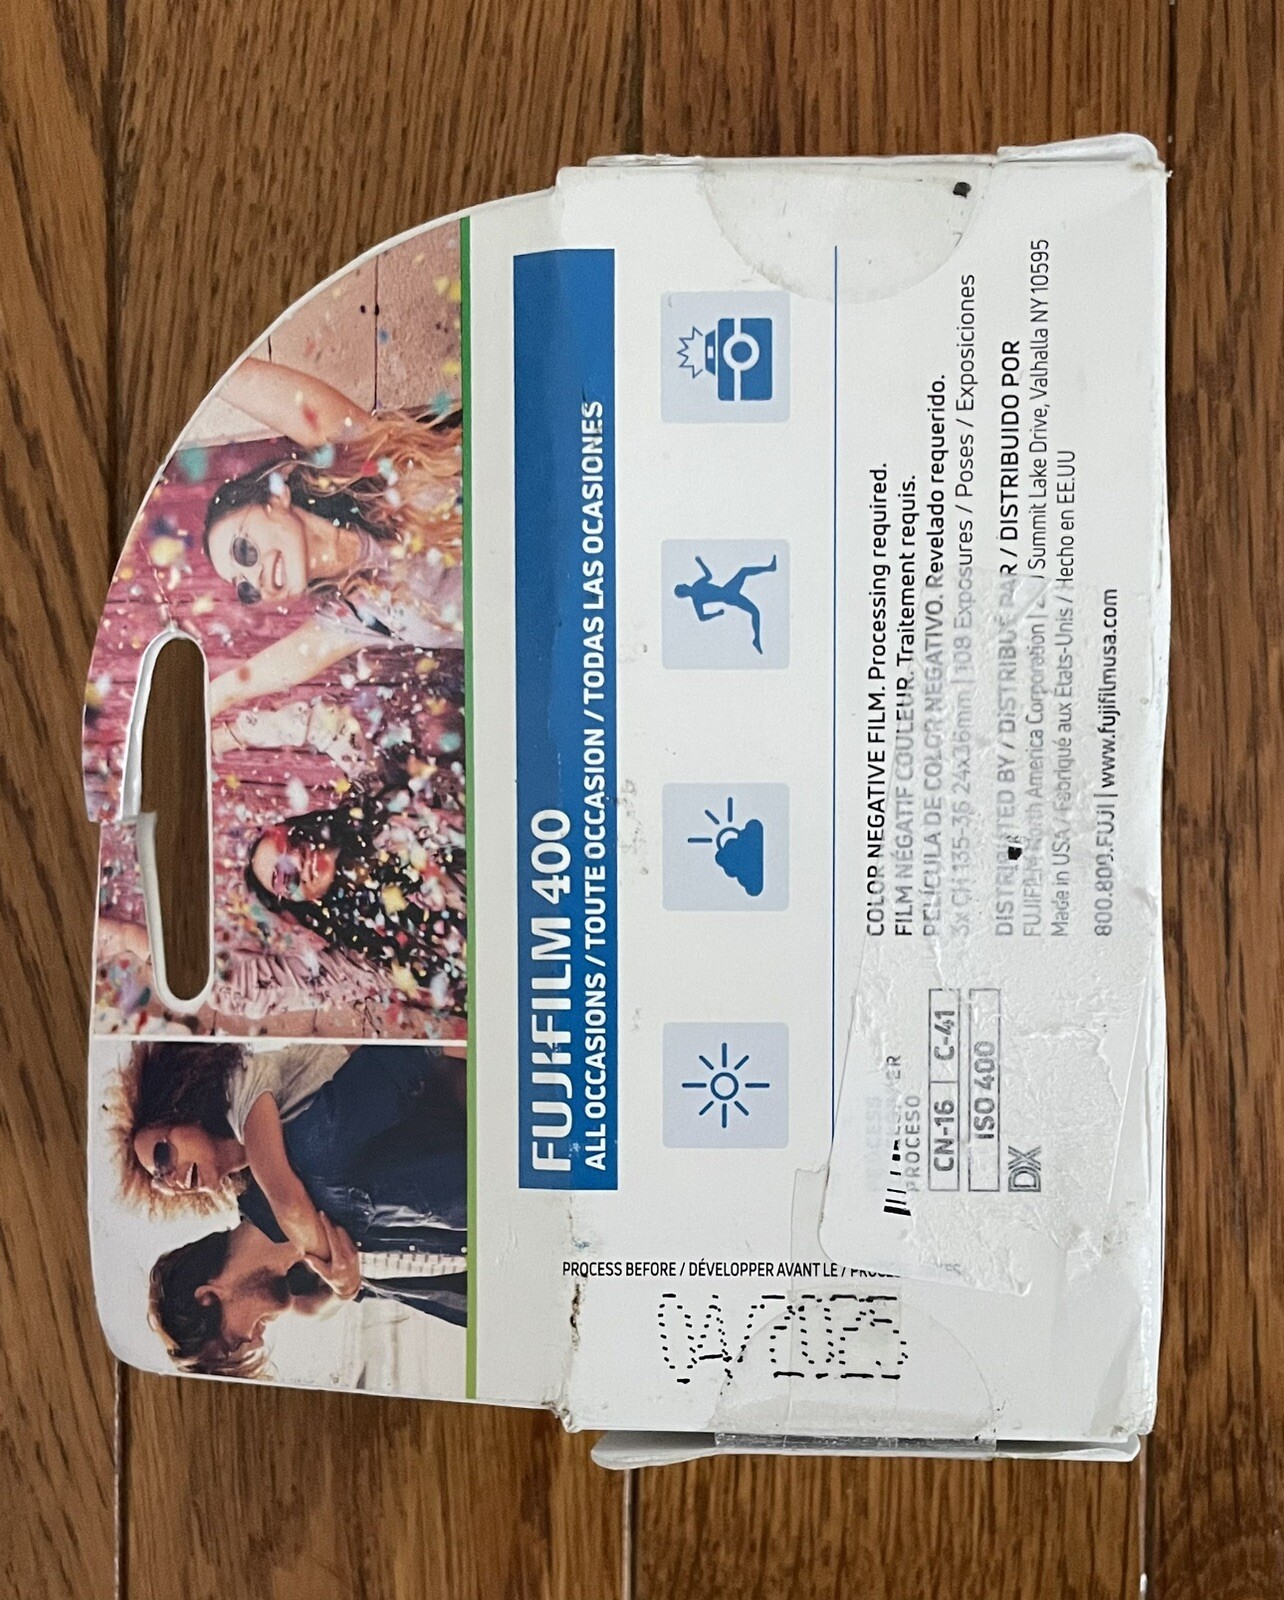 FUJIFILM 400
ALL OCCASIONS / TOUTE OCCASION / TODAS LAS OCASIONES
COLOR NEGATIVE FILM. Processing required.
FILM NÉGATIF COULEUR. Traitement requis.
PELÍCULA DE COLOR NEGATIVO. Revelado requerido.
3xCH 135-36 24x36mm | 108 Exposures / Poses / Exposiciones
DISTRIBUTED BY / DISTRIBUÉ PAR / DISTRIBUIDO POR
FUJIFILM North America Corporation | Summit Lake Drive, Valhalla NY 10595
Made in USA / Fabriqué aux États-Unis / Hecho en EE.UU
800.800.FUJI | www.fujifilmusa.com
PROCESS
PROCESO
CN-16 | C-41
ISO 400
DX
PROCESS BEFORE / DÉVELOPPER AVANT LE /